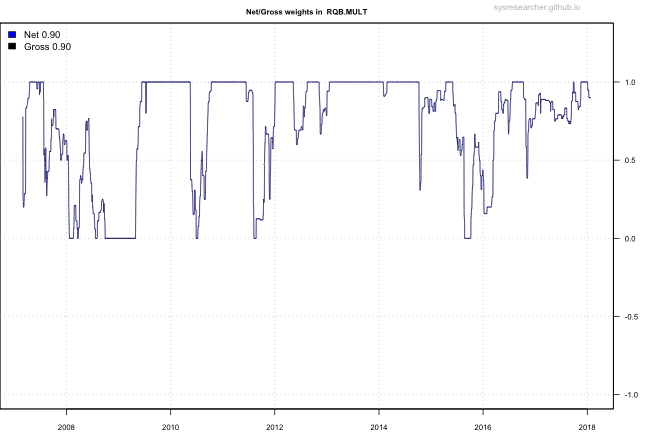 Net/Gross weights in RQB.MULT
sysresearcher.github.io
Net 0.90
Gross 0.90
1.0
0.5
0.0
-0.5
-1.0
2008 2010 2012 2014 2016 2018